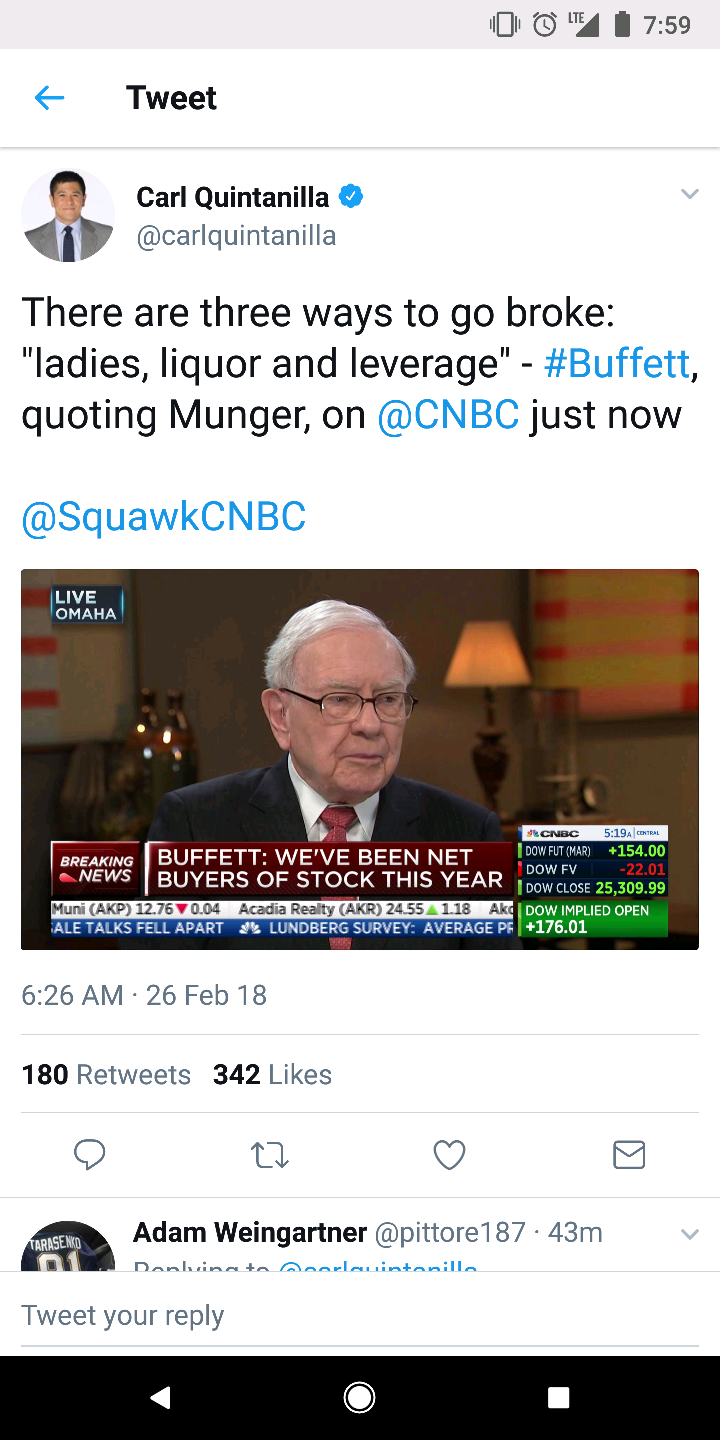 LTE 7:59
Tweet
Carl Quintanilla
@carlquintanilla
There are three ways to go broke:
"ladies, liquor and leverage" - #Buffett,
quoting Munger, on @CNBC just now
@SquawkCNBC
LIVE
OMAHA
BREAKING
NEWS
BUFFETT: WE'VE BEEN NET
BUYERS OF STOCK THIS YEAR
CNBC 5:19A CENTRAL
DOW FUT (MAR) +154.00
DOW FV -22.01
DOW CLOSE 25,309.99
DOW IMPLIED OPEN
+176.01
Muni (AKP) 12.76▼0.04 Acadia Realty (AKR) 24.55▲1.18
TALKS FELL APART LUNDBERG SURVEY: AVERAGE
6:26 AM · 26 Feb 18
180 Retweets 342 Likes
TARASENKO
91
Adam Weingartner @pittore187 · 43m
Replying to @carlquintanilla
Tweet your reply